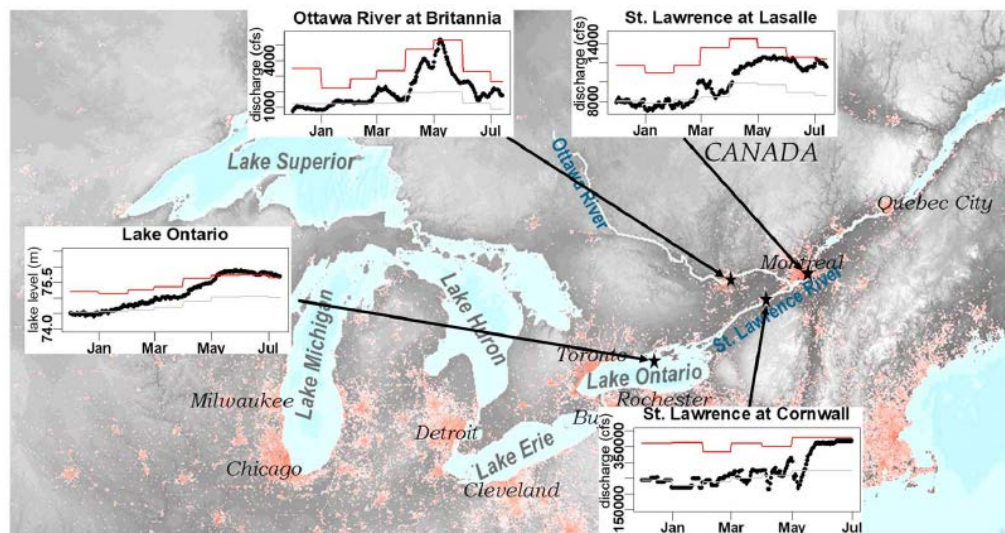 Ottawa River at Britannia
discharge (cfs)
1000
4000
Jan
Mar
May
Jul
St. Lawrence at Lasalle
discharge (cfs)
8000
14000
Jan
Mar
May
Jul
CANADA
Lake Superior
Ottawa River
Quebec City
Lake Ontario
lake level (m)
74.0
75.5
Jan
Mar
May
Jul
Montreal
St. Lawrence River
Lake Michigan
Lake Huron
Toronto
Lake Ontario
Milwaukee
Rochester
Bu
Detroit
Lake Erie
Chicago
Cleveland
St. Lawrence at Cornwall
discharge (cfs)
150000
350000
Jan
Mar
May
Jul